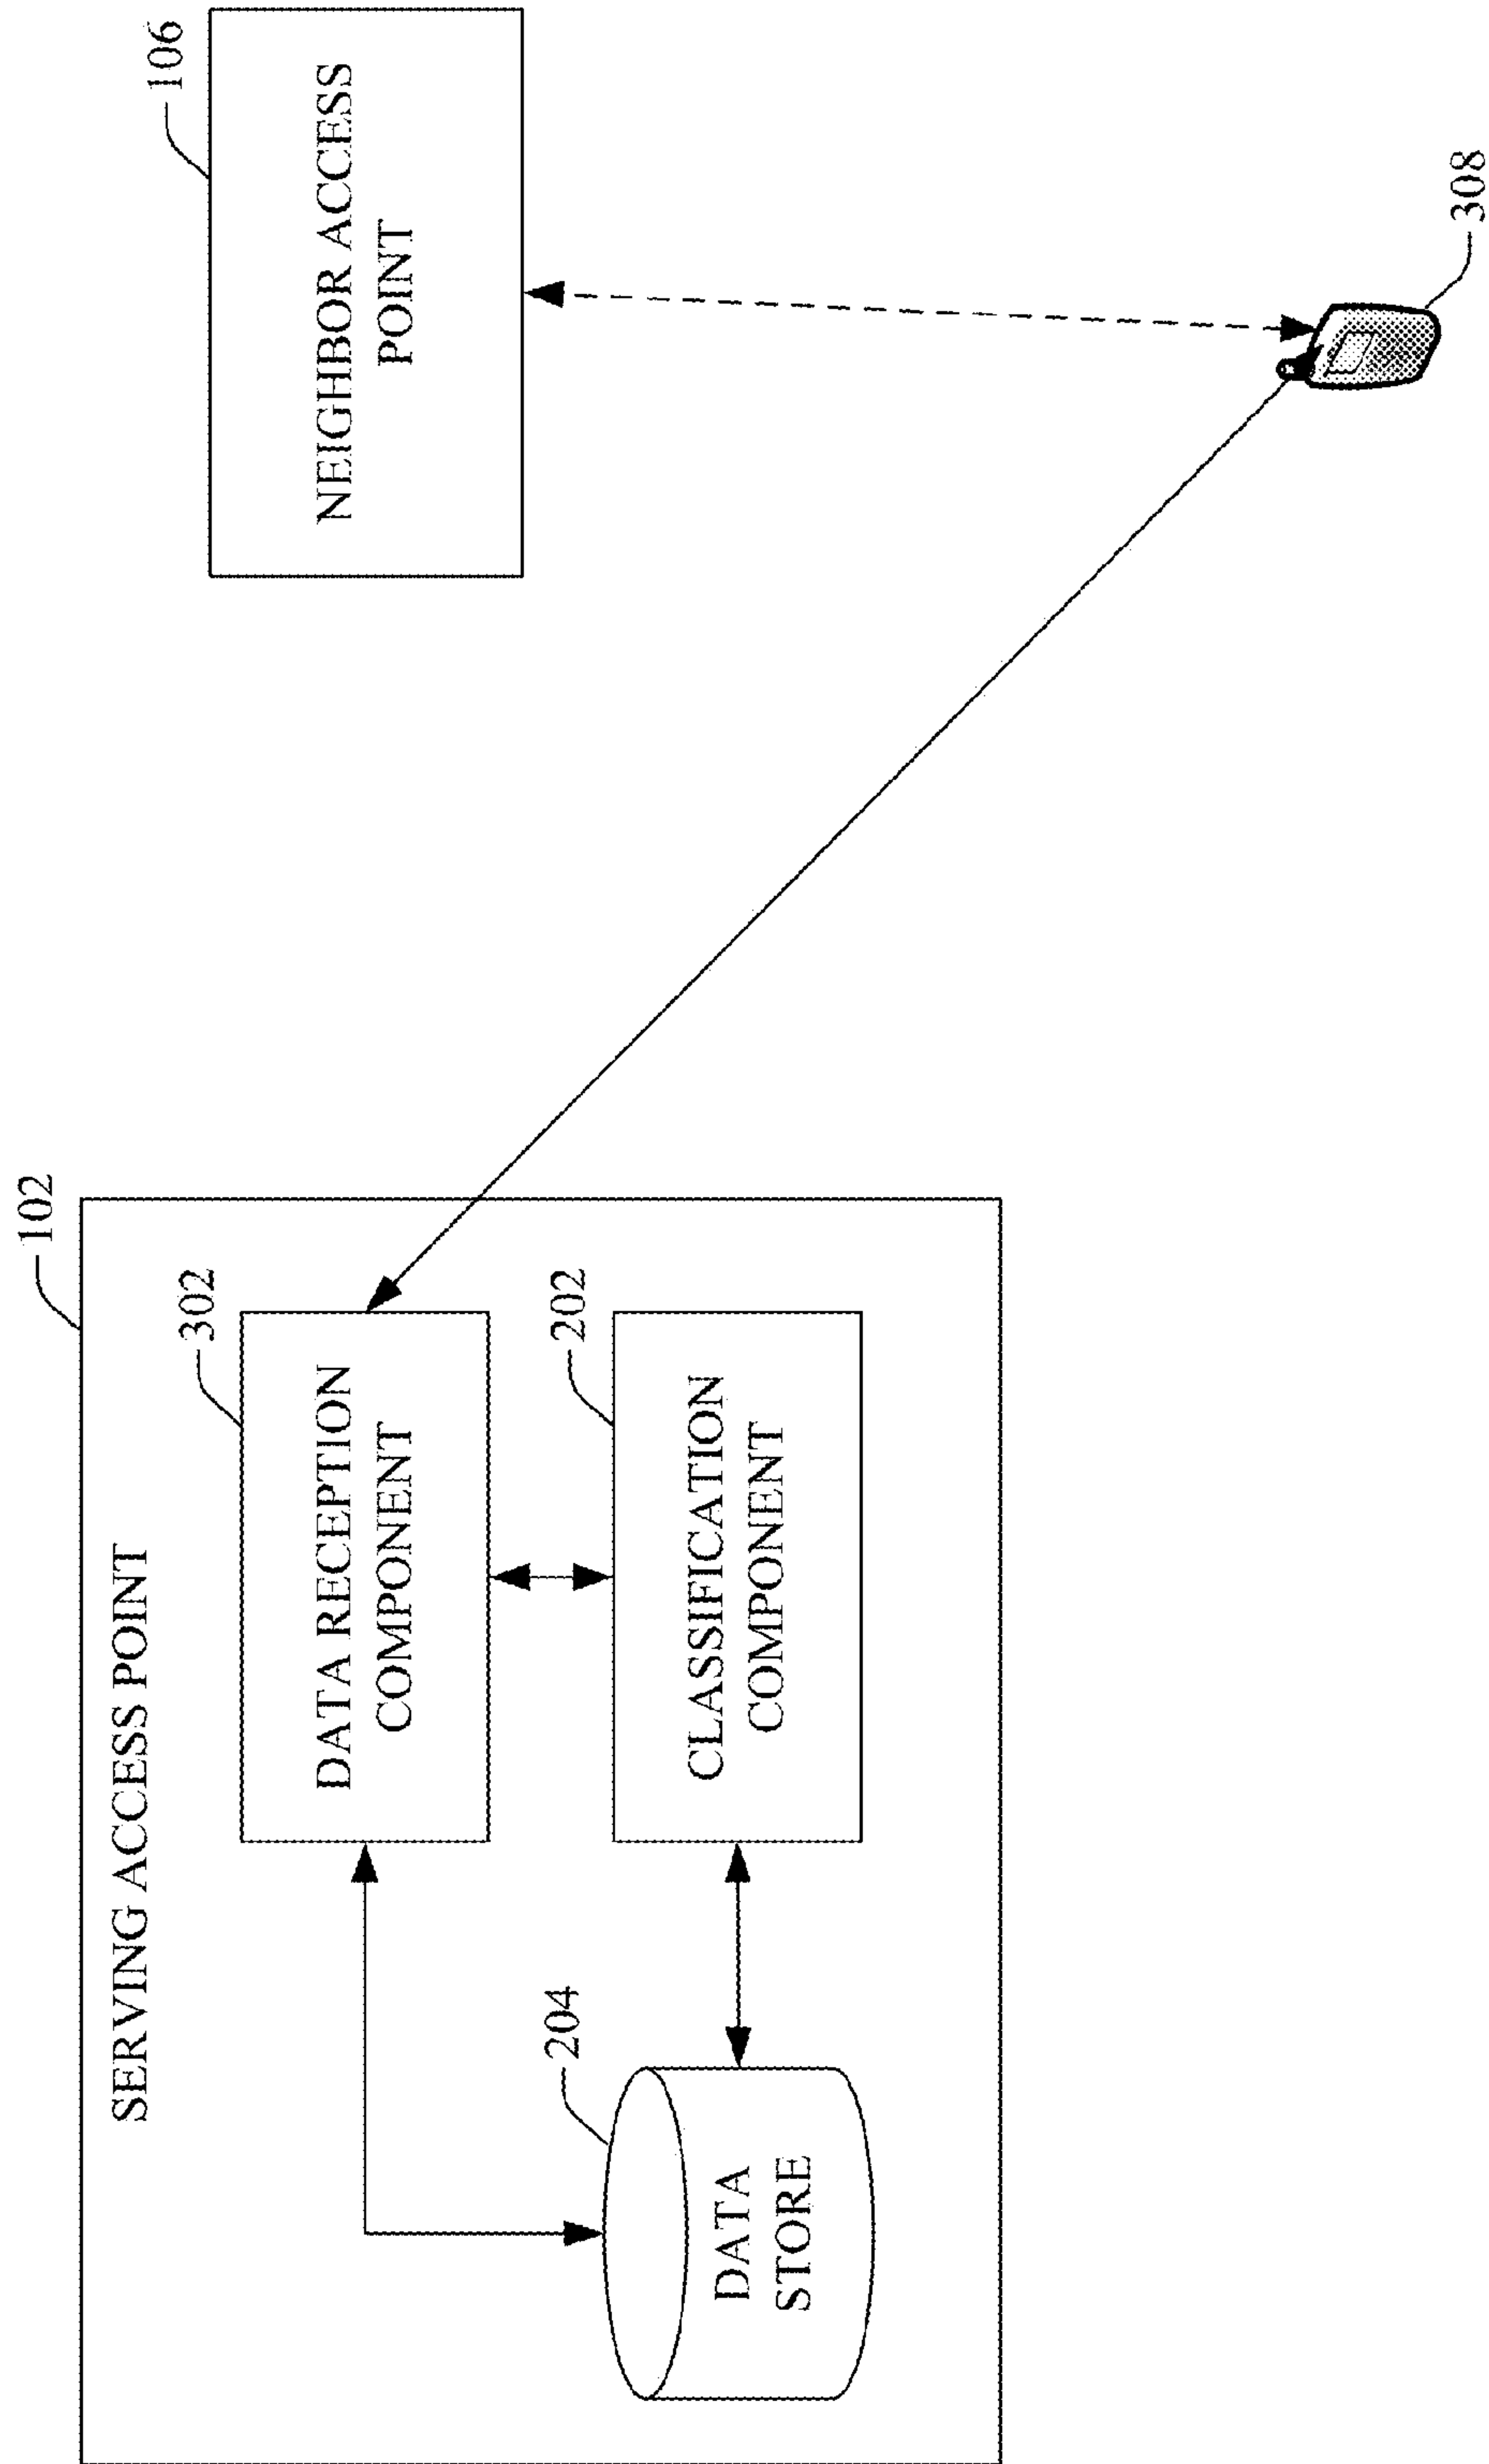 102
SERVING ACCESS POINT
302
DATA RECEPTION
COMPONENT
204
DATA
STORE
202
CLASSIFICATION
COMPONENT
106
NEIGHBOR ACCESS
POINT
308